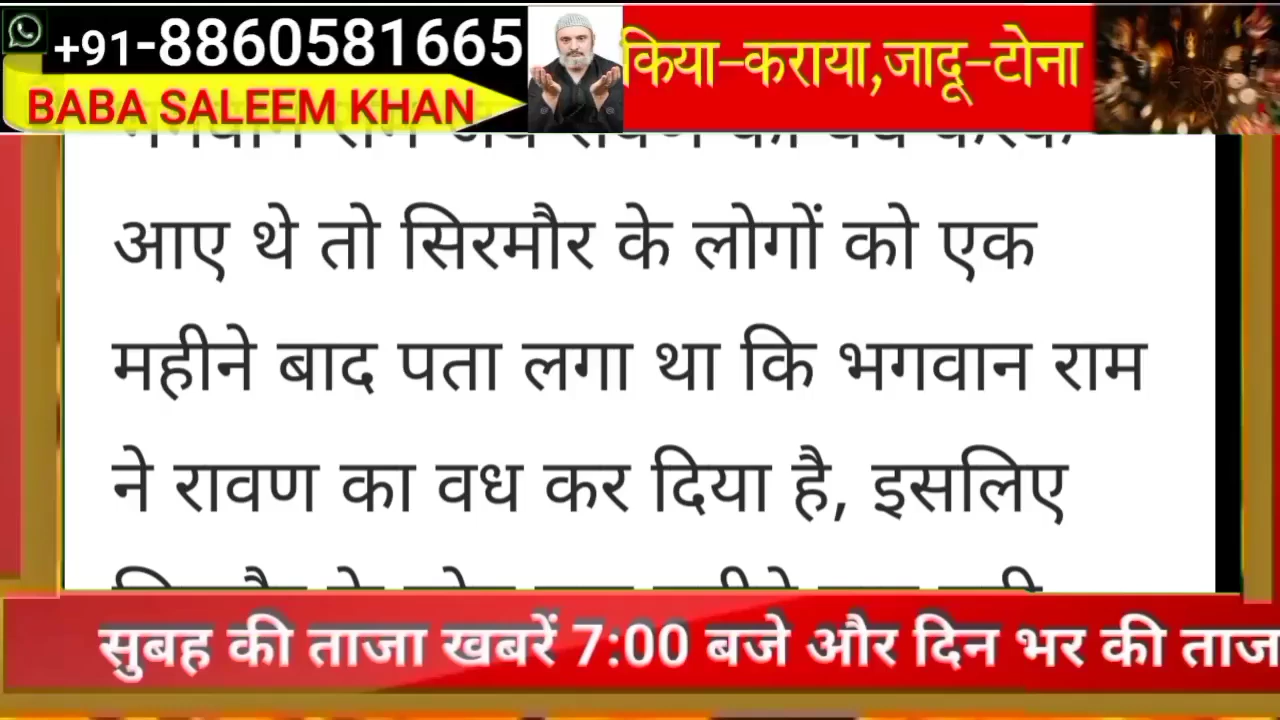 +91-8860581665
BABA SALEEM KHAN
किया-कराया,जादू-टोना
आए थे तो सिरमौर के लोगों को एक
महीने बाद पता लगा था कि भगवान राम
ने रावण का वध कर दिया है, इसलिए
सुबह की ताजा खबरें 7:00 बजे और दिन भर की ताज